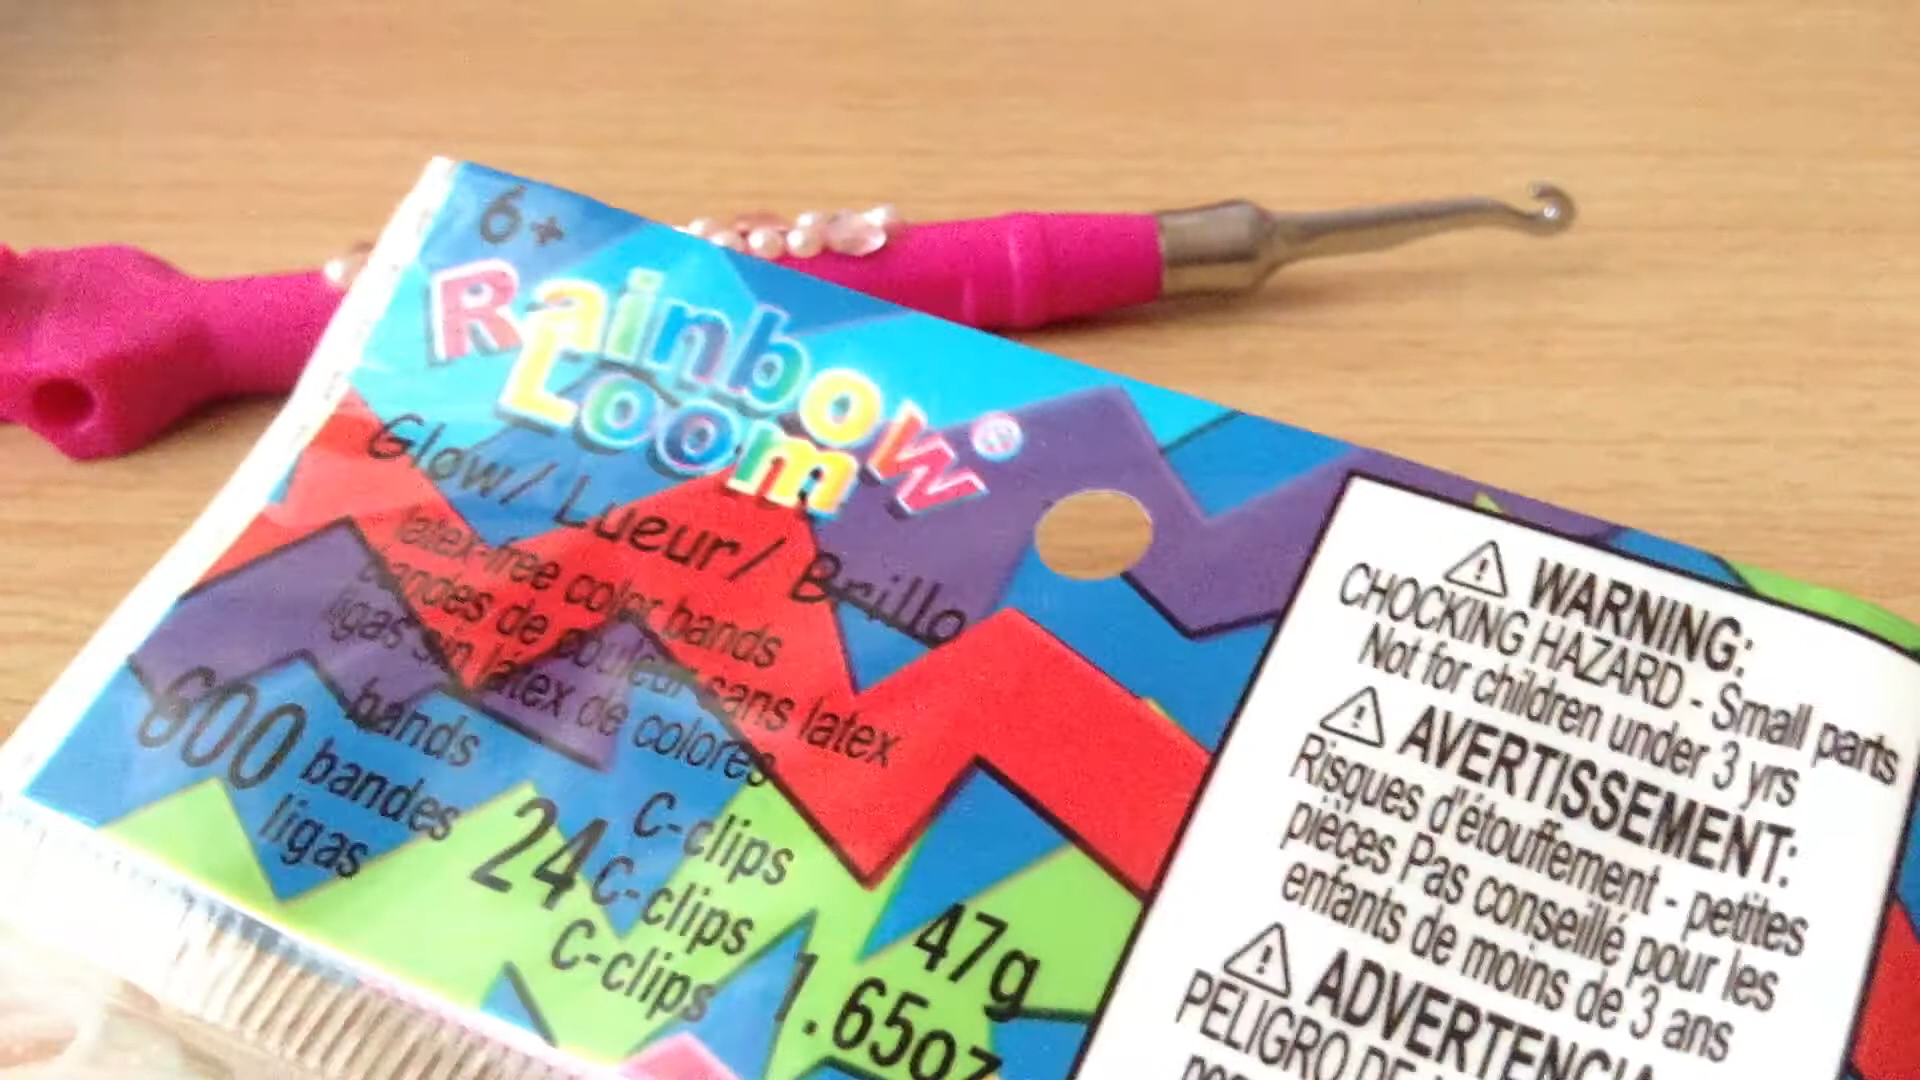 6+
Rainbow
Loom®
Glow/ Lueur/ Brillo
latex-free color bands
bandes de couleur sans latex
ligas sin latex de colores
600
bands
bandes
ligas
24
C-clips
C-clips
C-clips
47g
1.65oz
WARNING:
CHOCKING HAZARD - Small parts
Not for children under 3 yrs
AVERTISSEMENT:
Risques d'étouffement - petites
pièces Pas conseillé pour les
enfants de moins de 3 ans
ADVERTENCIA
PELIGRO DE